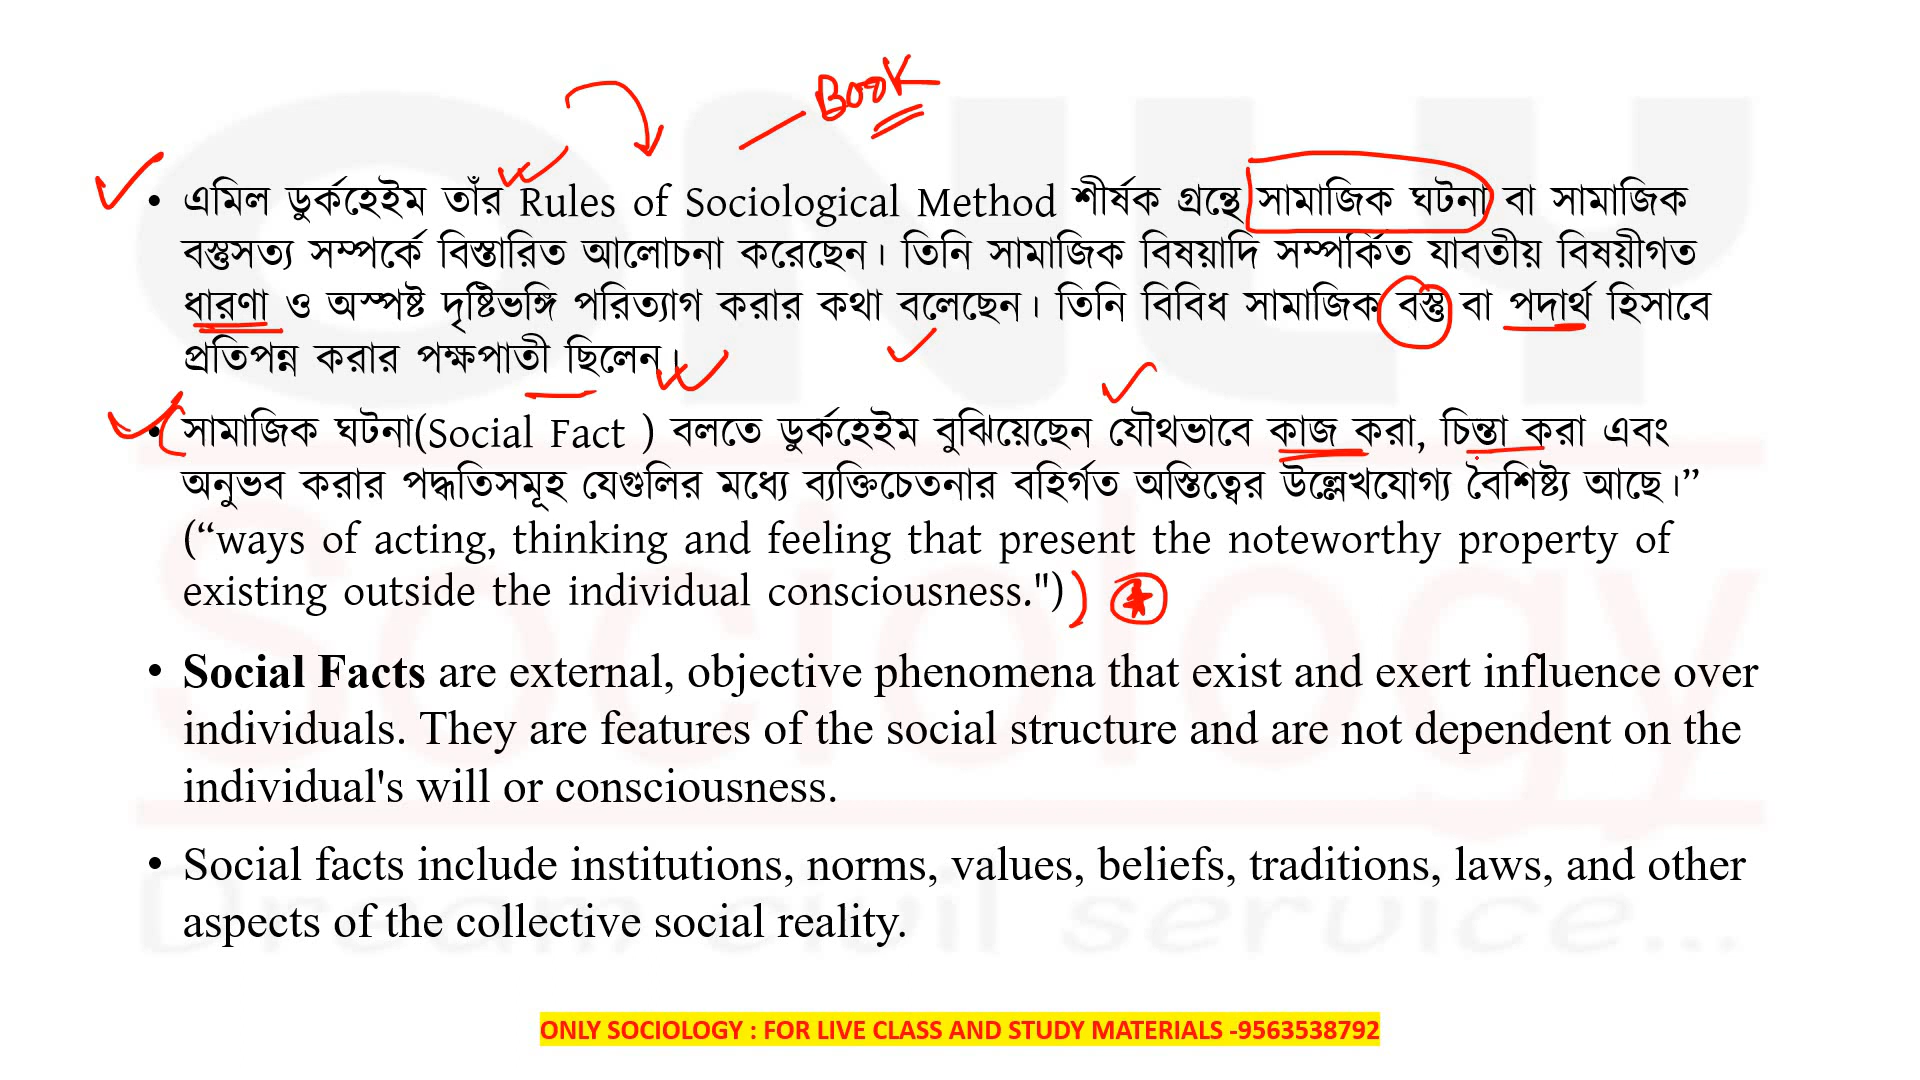 Book
• এমিল ডুর্কহেইম তাঁর Rules of Sociological Method শীর্ষক গ্রন্থে সামাজিক ঘটনা বা সামাজিক
বস্তুসত্য সম্পর্কে বিস্তারিত আলোচনা করেছেন। তিনি সামাজিক বিষয়াদি সম্পর্কিত যাবতীয় বিষয়ীগত
ধারণা ও অস্পষ্ট দৃষ্টিভঙ্গি পরিত্যাগ করার কথা বলেছেন। তিনি বিবিধ সামাজিক বস্তু বা পদার্থ হিসাবে
প্রতিপন্ন করার পক্ষপাতী ছিলেন।
• সামাজিক ঘটনা(Social Fact ) বলতে ডুর্কহেইম বুঝিয়েছেন যৌথভাবে কাজ করা, চিন্তা করা এবং
অনুভব করার পদ্ধতিসমূহ যেগুলির মধ্যে ব্যক্তিচেতনার বহির্গত অস্তিত্বের উল্লেখযোগ্য বৈশিষ্ট্য আছে।”
(“ways of acting, thinking and feeling that present the noteworthy property of
existing outside the individual consciousness.")
• Social Facts are external, objective phenomena that exist and exert influence over
individuals. They are features of the social structure and are not dependent on the
individual's will or consciousness.
• Social facts include institutions, norms, values, beliefs, traditions, laws, and other
aspects of the collective social reality.
ONLY
Sociology
Dream civil service...
ONLY SOCIOLOGY : FOR LIVE CLASS AND STUDY MATERIALS -9563538792